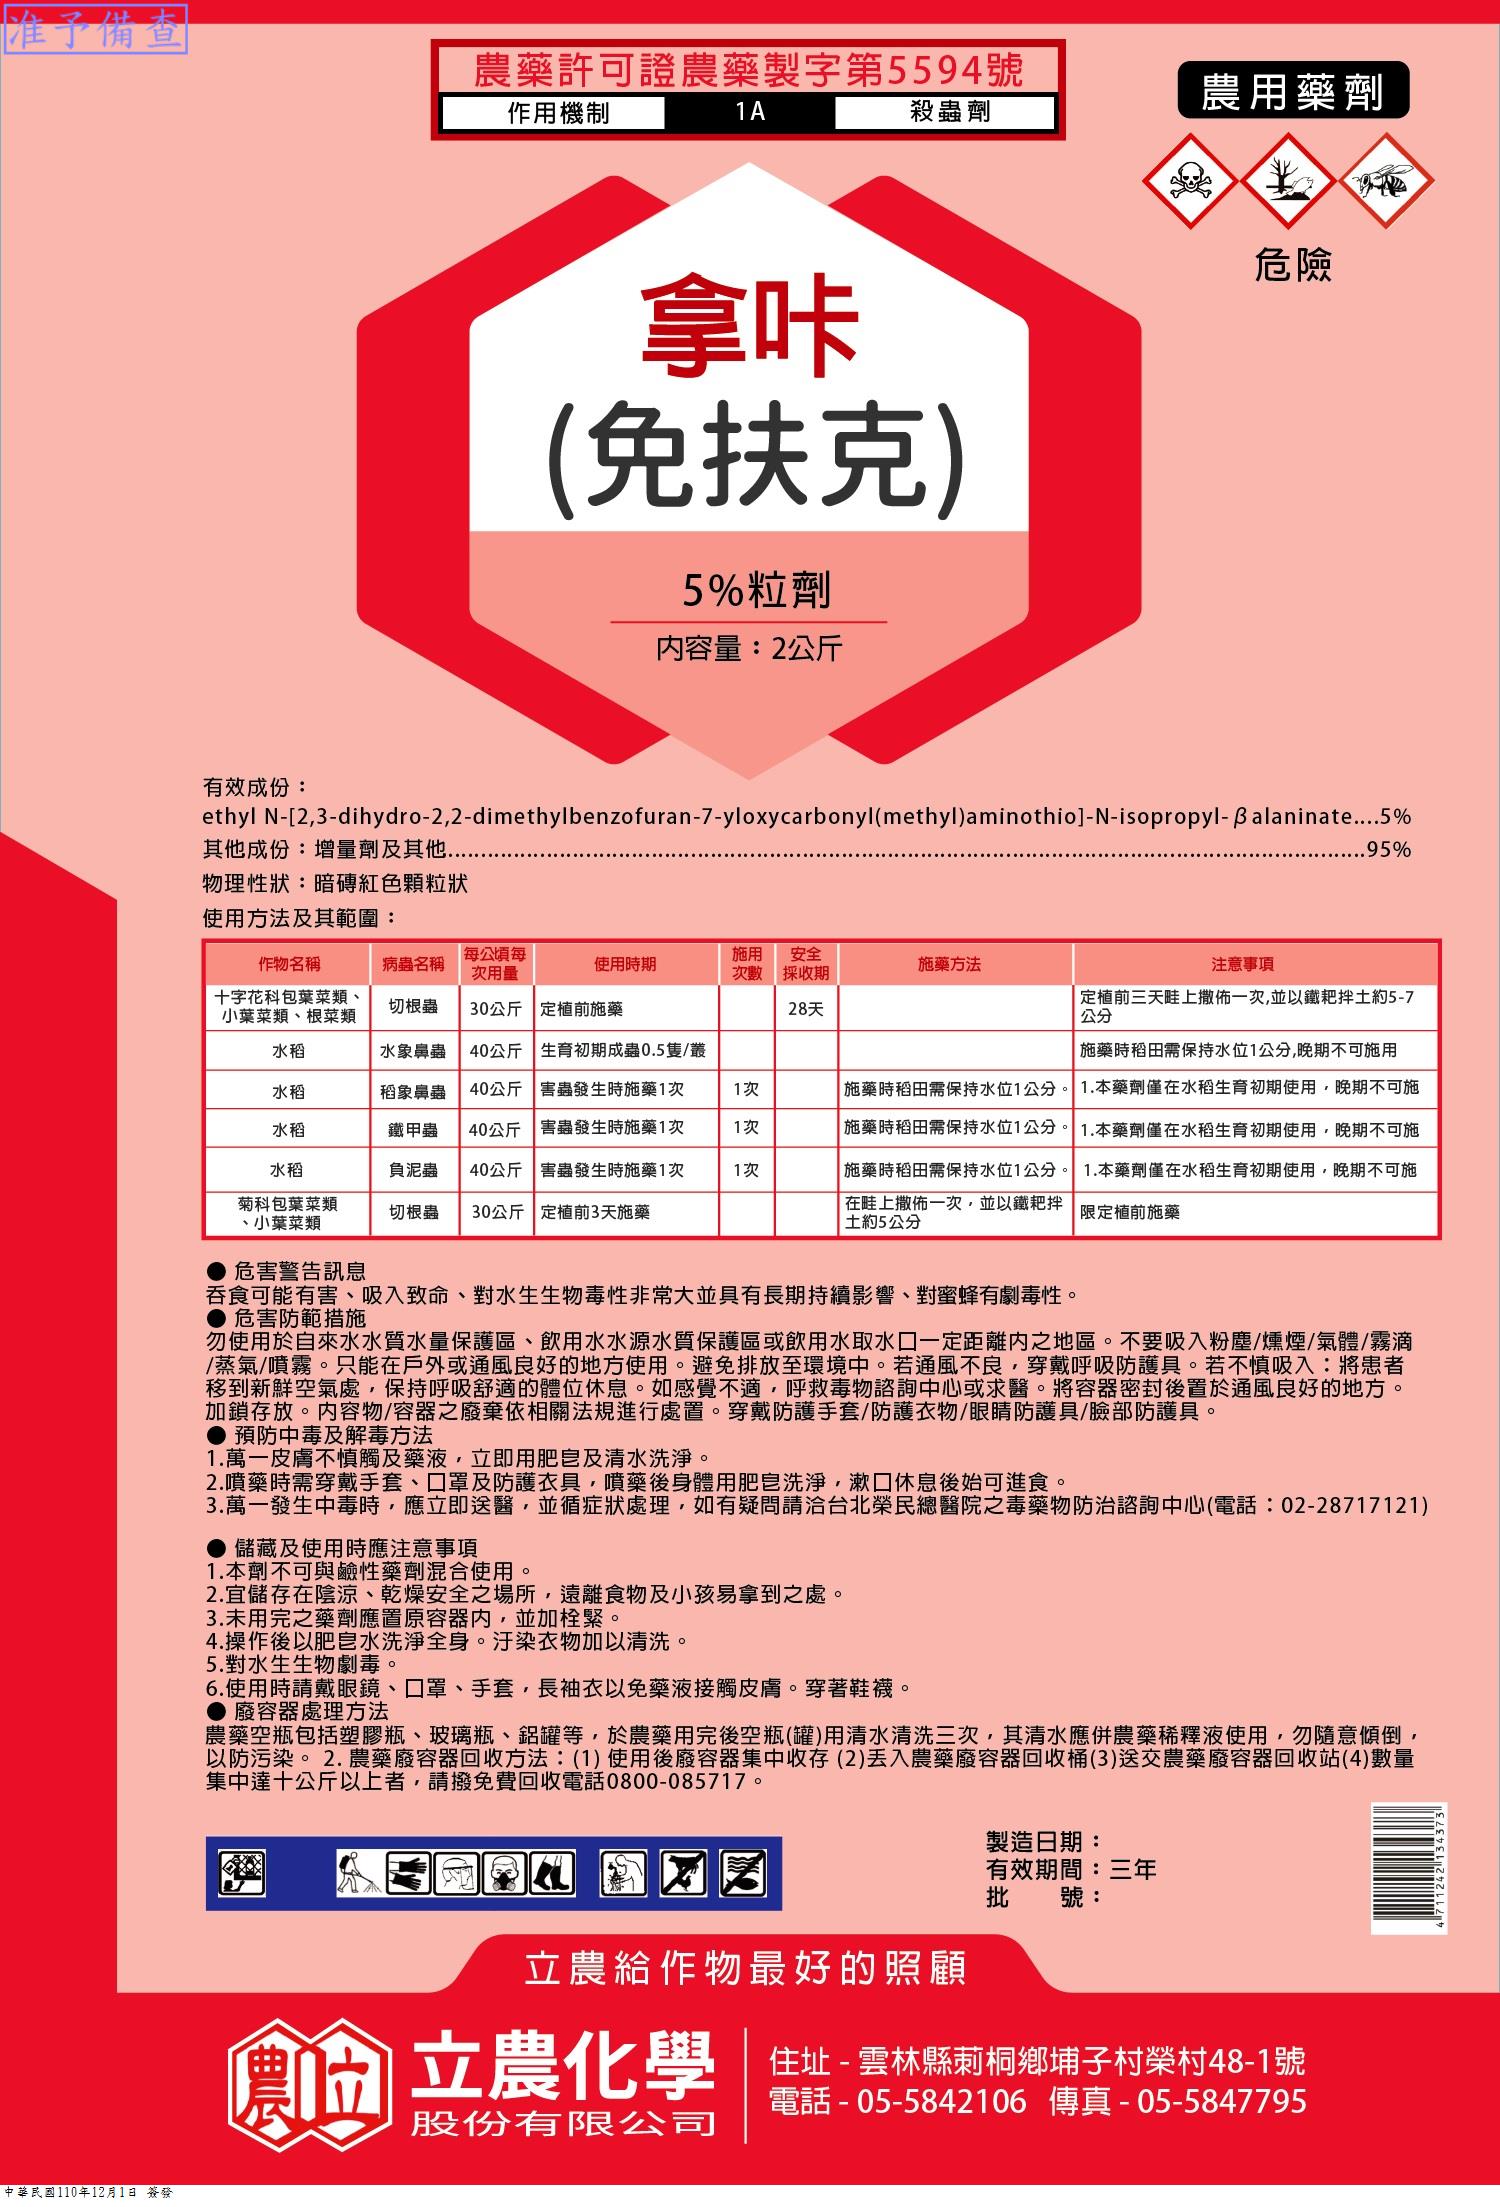 准予備查
農藥許可證農藥製字第5594號
作用機制 1A 殺蟲劑
農用藥劑
危險
拿咔
(免扶克)
5%粒劑
內容量：2公斤
有效成份：
ethyl N-[2,3-dihydro-2,2-dimethylbenzofuran-7-yloxycarbonyl(methyl)aminothio]-N-isopropyl-βalaninate....5%
其他成份：增量劑及其他........................................95%
物理性狀：暗磚紅色顆粒狀
使用方法及其範圍：
作物名稱 病蟲名稱 每公頃每次用量 使用時期 施用次數 安全採收期 施藥方法 注意事項
十字花科包葉菜類、小葉菜類、根菜類 切根蟲 30公斤 定植前施藥 28天 定植前三天畦上撒佈一次,並以鐵耙拌土約5-7公分
水稻 水象鼻蟲 40公斤 生育初期成蟲0.5隻/叢 施藥時稻田需保持水位1公分,晚期不可施用
水稻 稻象鼻蟲 40公斤 害蟲發生時施藥1次 1次 施藥時稻田需保持水位1公分。 1.本藥劑僅在水稻生育初期使用，晚期不可施
水稻 鐵甲蟲 40公斤 害蟲發生時施藥1次 1次 施藥時稻田需保持水位1公分。 1.本藥劑僅在水稻生育初期使用，晚期不可施
水稻 負泥蟲 40公斤 害蟲發生時施藥1次 1次 施藥時稻田需保持水位1公分。 1.本藥劑僅在水稻生育初期使用，晚期不可施
菊科包葉菜類、小葉菜類 切根蟲 30公斤 定植前3天施藥 在畦上撒佈一次，並以鐵耙拌土約5公分 限定植前施藥
● 危害警告訊息
吞食可能有害、吸入致命、對水生生物毒性非常大並具有長期持續影響、對蜜蜂有劇毒性。
● 危害防範措施
勿使用於自來水水質水量保護區、飲用水水源水質保護區或飲用水取水口一定距離內之地區。不要吸入粉塵/燻煙/氣體/霧滴
/蒸氣/噴霧。只能在戶外或通風良好的地方使用。避免排放至環境中。若通風不良，穿戴呼吸防護具。若不慎吸入：將患者
移到新鮮空氣處，保持呼吸舒適的體位休息。如感覺不適，呼救毒物諮詢中心或求醫。將容器密封後置於通風良好的地方。
加鎖存放。內容物/容器之廢棄依相關法規進行處置。穿戴防護手套/防護衣物/眼睛防護具/臉部防護具。
● 預防中毒及解毒方法
1.萬一皮膚不慎觸及藥液，立即用肥皂及清水洗淨。
2.噴藥時需穿戴手套、口罩及防護衣具，噴藥後身體用肥皂洗淨，漱口休息後始可進食。
3.萬一發生中毒時，應立即送醫，並循症狀處理，如有疑問請洽台北榮民總醫院之毒藥物防治諮詢中心(電話：02-28717121)
● 儲藏及使用時應注意事項
1.本劑不可與鹼性藥劑混合使用。
2.宜儲存在陰涼、乾燥安全之場所，遠離食物及小孩易拿到之處。
3.未用完之藥劑應置原容器內，並加栓緊。
4.操作後以肥皂水洗淨全身。汙染衣物加以清洗。
5.對水生生物劇毒。
6.使用時請戴眼鏡、口罩、手套，長袖衣以免藥液接觸皮膚。穿著鞋襪。
● 廢容器處理方法
農藥空瓶包括塑膠瓶、玻璃瓶、鋁罐等，於農藥用完後空瓶(罐)用清水清洗三次，其清水應併農藥稀釋液使用，勿隨意傾倒，
以防污染。 2. 農藥廢容器回收方法：(1) 使用後廢容器集中收存 (2)丟入農藥廢容器回收桶(3)送交農藥廢容器回收站(4)數量
集中達十公斤以上者，請撥免費回收電話0800-085717。
製造日期：
有效期間：三年
批 號：
4711242134373
立農給作物最好的照顧
農立
立農化學
股份有限公司
住址 - 雲林縣莿桐鄉埔子村榮村48-1號
電話 - 05-5842106 傳真 - 05-5847795
中華民國110年12月1日 簽發